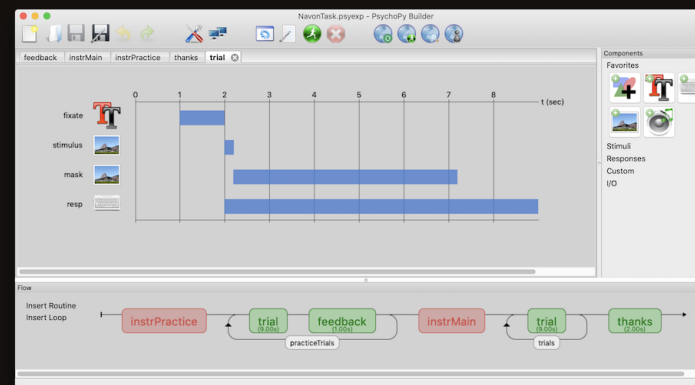 NavonTask.psyexp - PsychoPy Builder
feedback instrMain instrPractice thanks trial
Components
Favorites
0 1 2 3 4 5 6 7 8
t (sec)
fixate
stimulus
mask
resp
Stimuli
Responses
Custom
I/O
Flow
Insert Routine
Insert Loop
instrPractice
trial
(9.00s)
feedback
(1.00s)
practiceTrials
instrMain
trial
(9.00s)
trials
thanks
(2.00s)